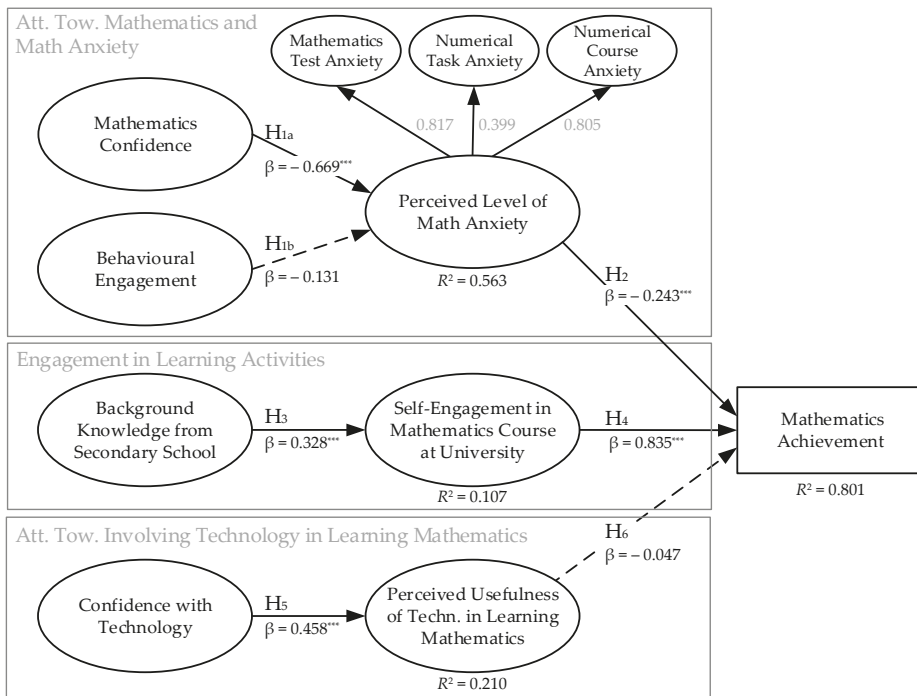 Att. Tow. Mathematics and
Math Anxiety
Mathematics
Test Anxiety
Numerical
Task Anxiety
Numerical
Course
Anxiety
0.817
0.399
0.805
Mathematics
Confidence
H1a
β = – 0.669***
Perceived Level of
Math Anxiety
R² = 0.563
Behavioural
Engagement
H1b
β = – 0.131
H2
β = – 0.243***
Engagement in Learning Activities
Background
Knowledge from
Secondary School
H3
β = 0.328***
Self-Engagement in
Mathematics Course
at University
R² = 0.107
H4
β = 0.835***
Mathematics
Achievement
R² = 0.801
Att. Tow. Involving Technology in Learning Mathematics
H6
β = – 0.047
Confidence with
Technology
H5
β = 0.458***
Perceived Usefulness
of Techn. in Learning
Mathematics
R² = 0.210